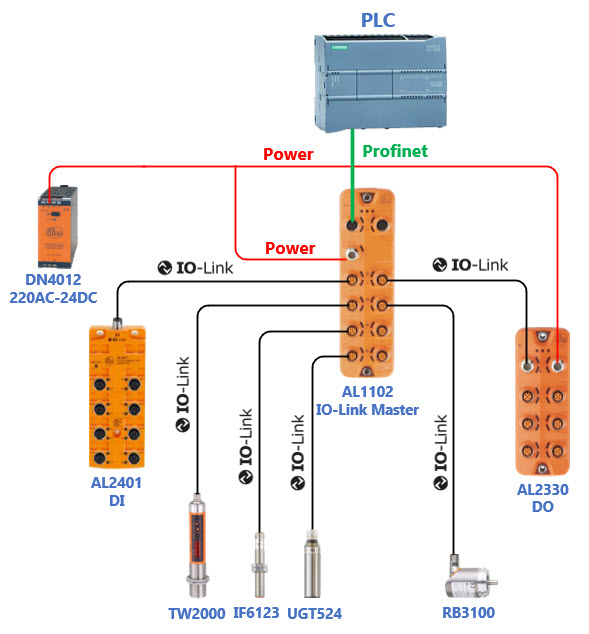 PLC
SIEMENS
Power
Profinet
Power
DN4012
220AC-24DC
IO-Link
IO-Link
AL1102
IO-Link Master
IO-Link
IO-Link
IO-Link
IO-Link
AL2401
DI
AL2330
DO
TW2000
IF6123
UGT524
RB3100